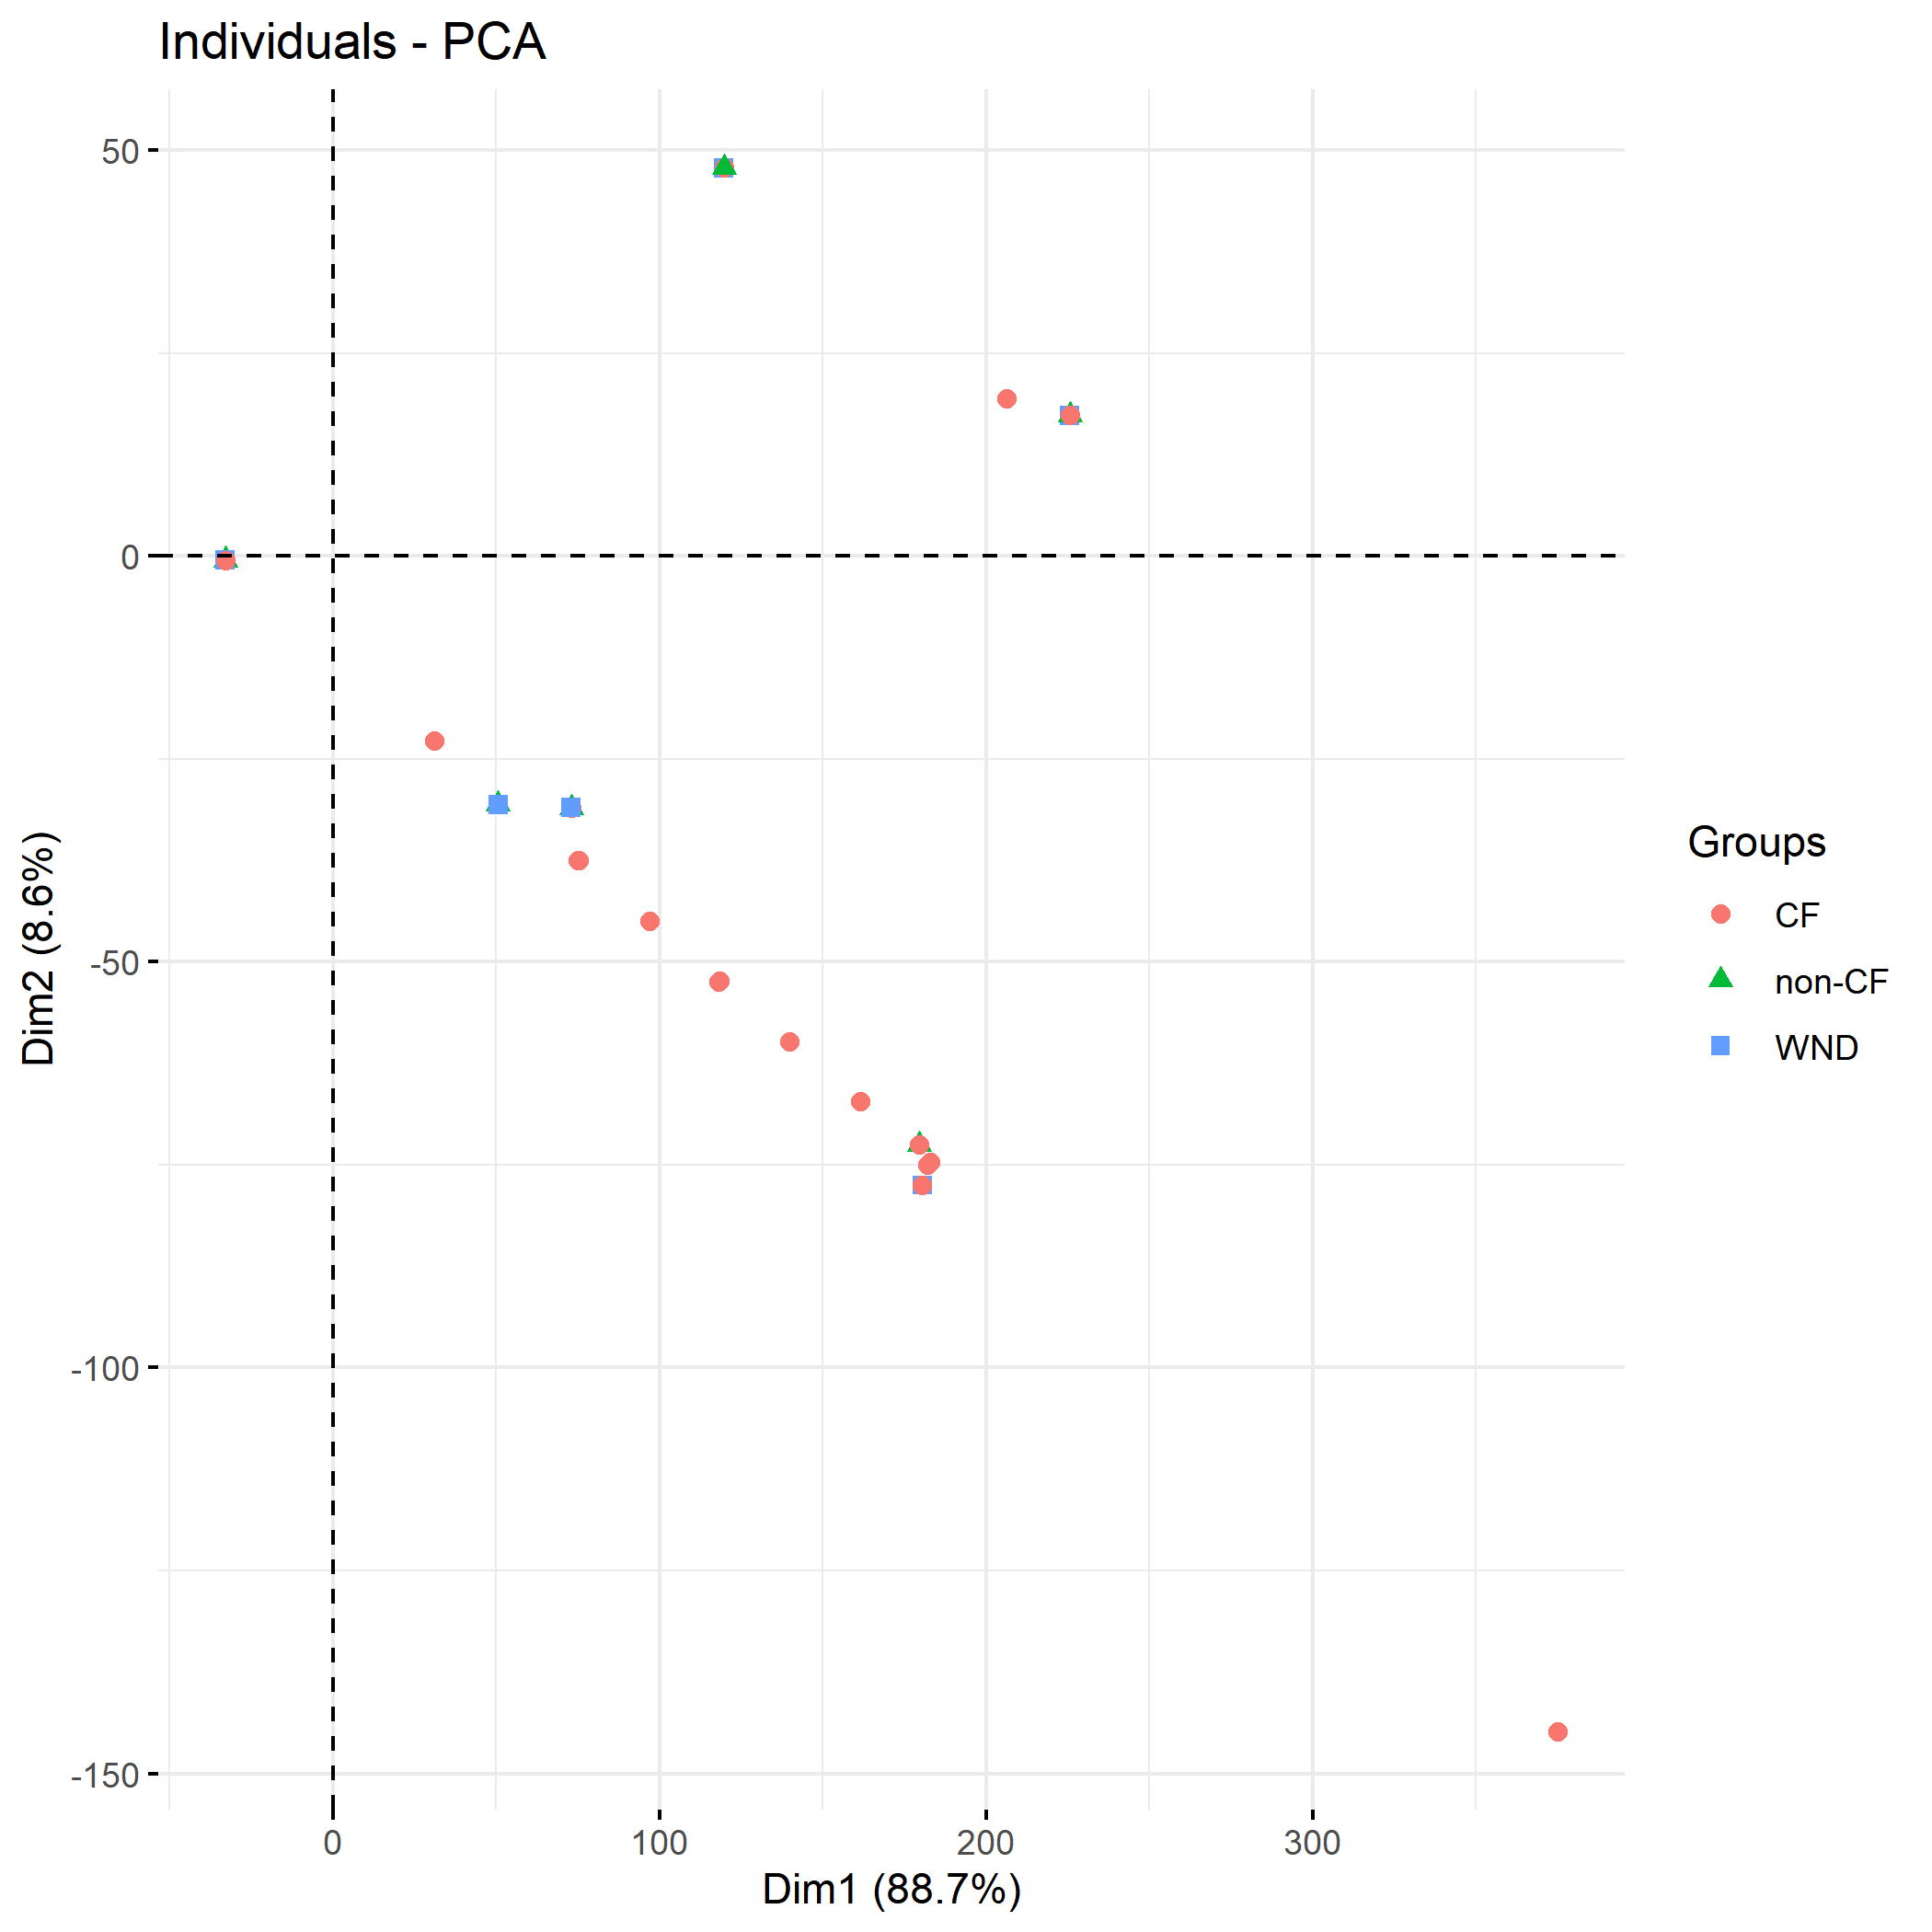 Individuals - PCA
50
0
-50
-100
-150
Dim2 (8.6%)
0
100
200
300
Dim1 (88.7%)
Groups
CF
non-CF
WND